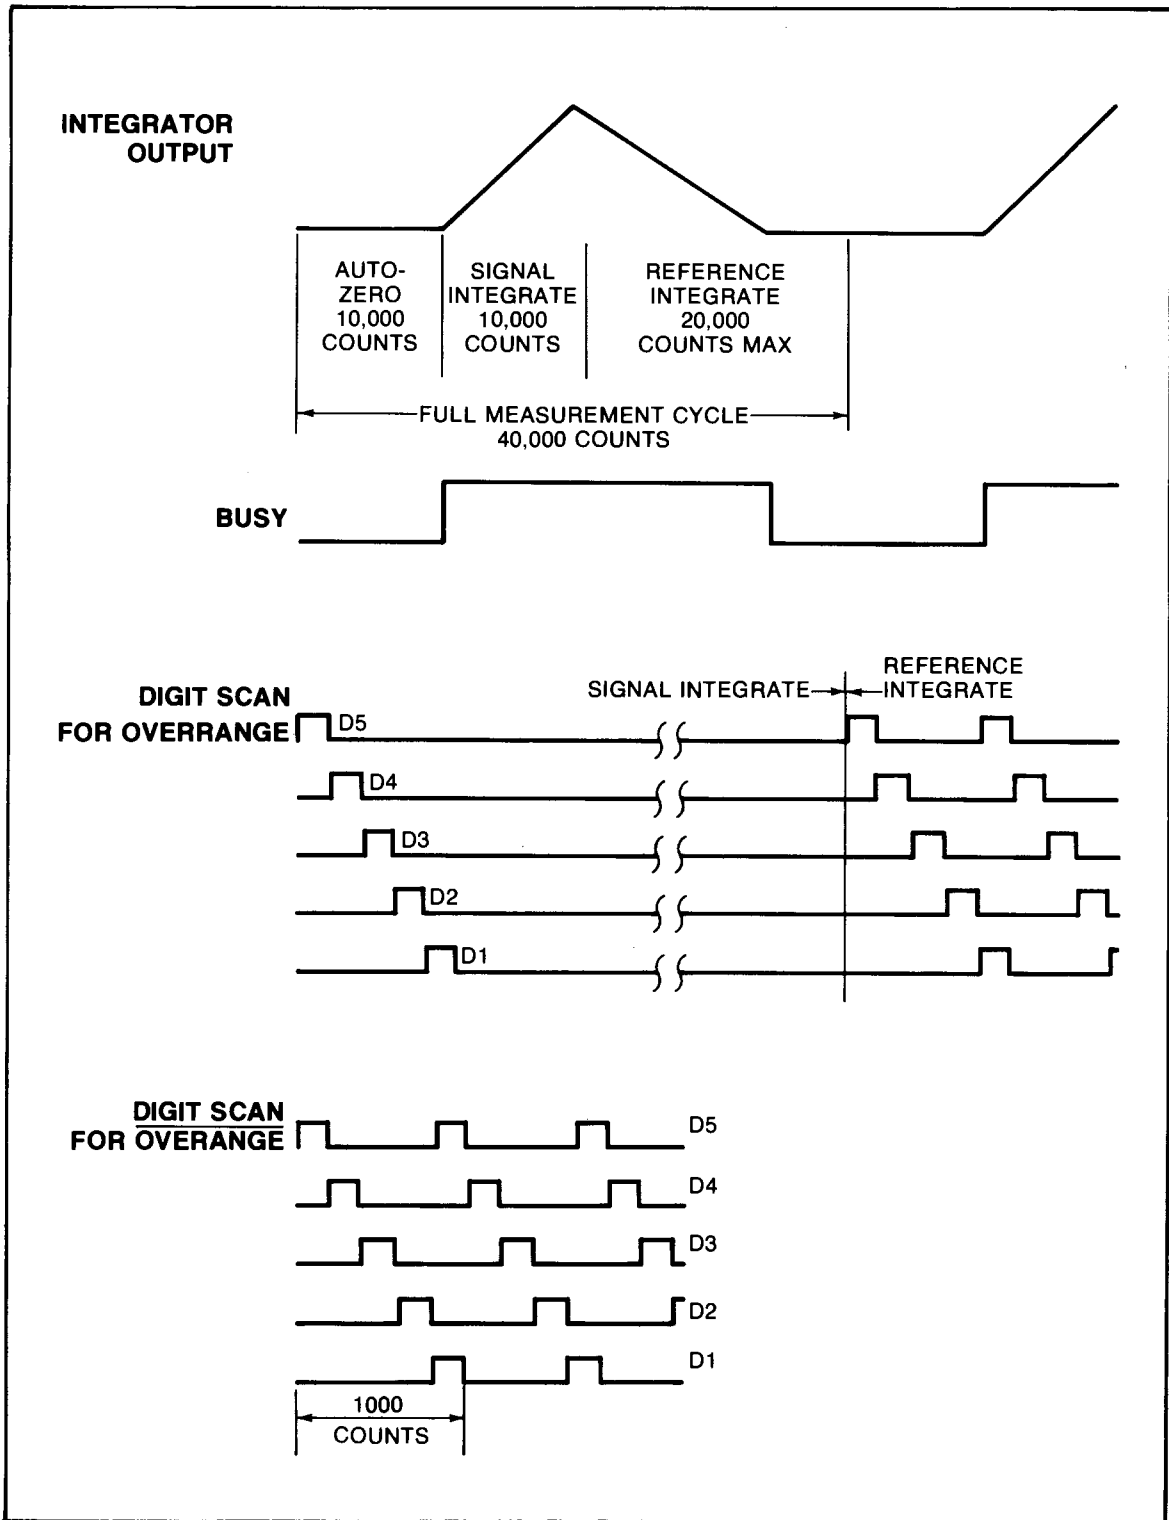 INTEGRATOR
OUTPUT
AUTO-
ZERO
10,000
COUNTS
SIGNAL
INTEGRATE
10,000
COUNTS
REFERENCE
INTEGRATE
20,000
COUNTS MAX
FULL MEASUREMENT CYCLE
40,000 COUNTS
BUSY
DIGIT SCAN
FOR OVERRANGE
SIGNAL INTEGRATE
REFERENCE
INTEGRATE
D5
D4
D3
D2
D1
DIGIT SCAN
FOR OVERANGE
D5
D4
D3
D2
D1
1000
COUNTS